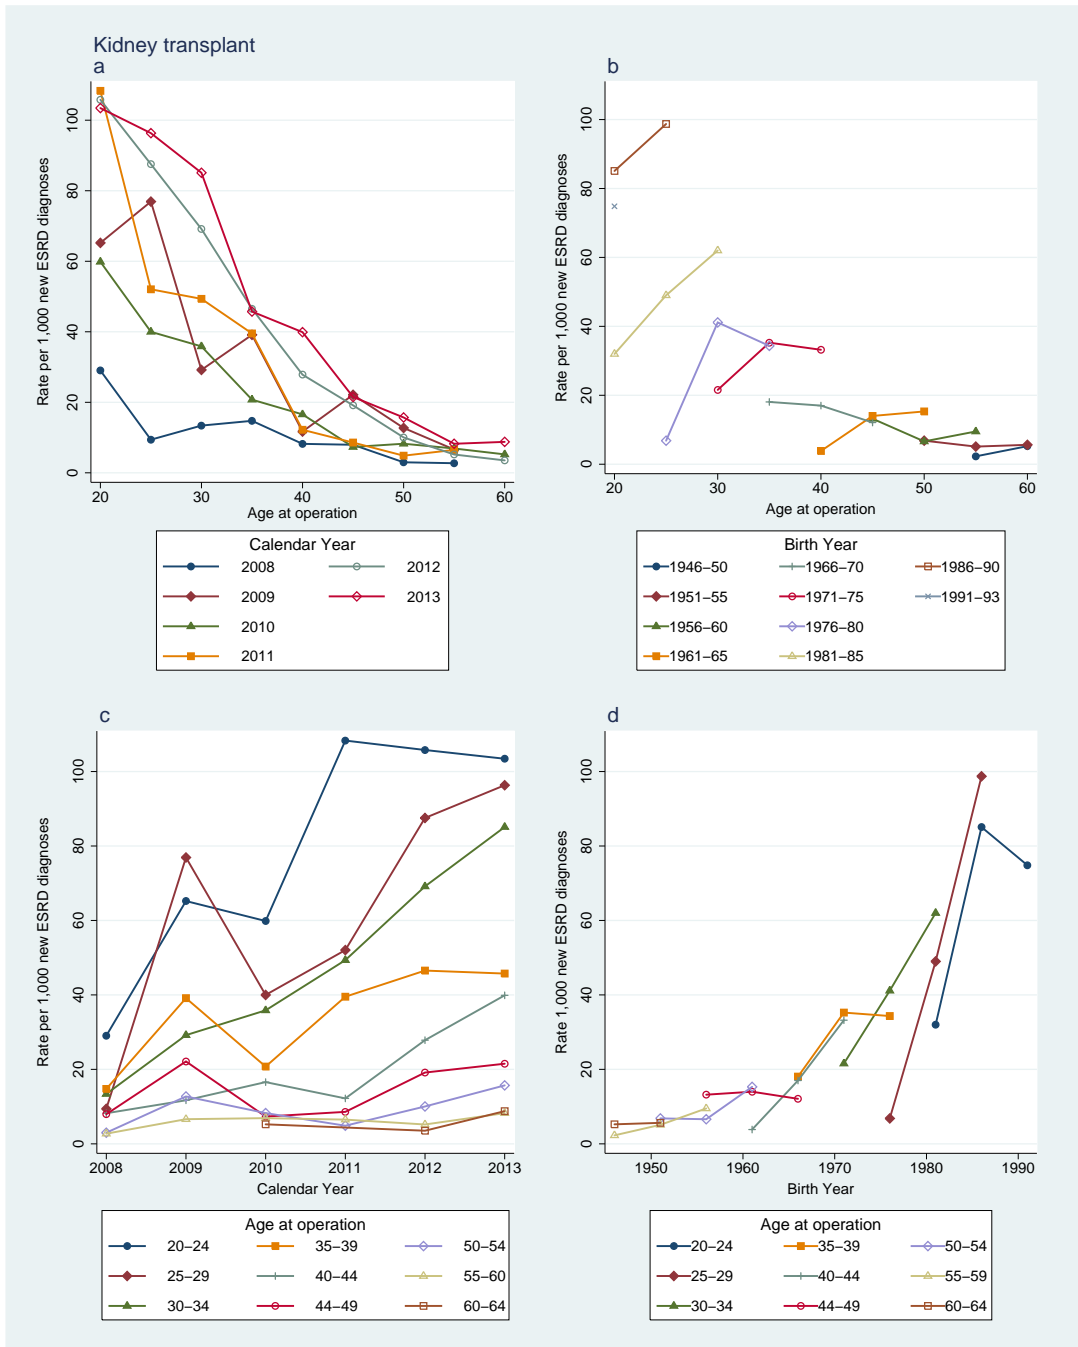 Kidney transplant
a
b
Rate per 1,000 new ESRD diagnoses
0 20 40 60 80 100
20 30 40 50 60
Age at operation
Calendar Year
2008 2012
2009 2013
2010
2011
Rate per 1,000 new ESRD diagnoses
0 20 40 60 80 100
20 30 40 50 60
Age at operation
Birth Year
1946–50 1966–70 1986–90
1951–55 1971–75 1991–93
1956–60 1976–80
1961–65 1981–85
c
d
Rate per 1,000 new ESRD diagnoses
0 20 40 60 80 100
2008 2009 2010 2011 2012 2013
Calendar Year
Age at operation
20–24 35–39 50–54
25–29 40–44 55–60
30–34 44–49 60–64
Rate 1,000 new ESRD diagnoses
0 20 40 60 80 100
1950 1960 1970 1980 1990
Birth Year
Age at operation
20–24 35–39 50–54
25–29 40–44 55–59
30–34 44–49 60–64